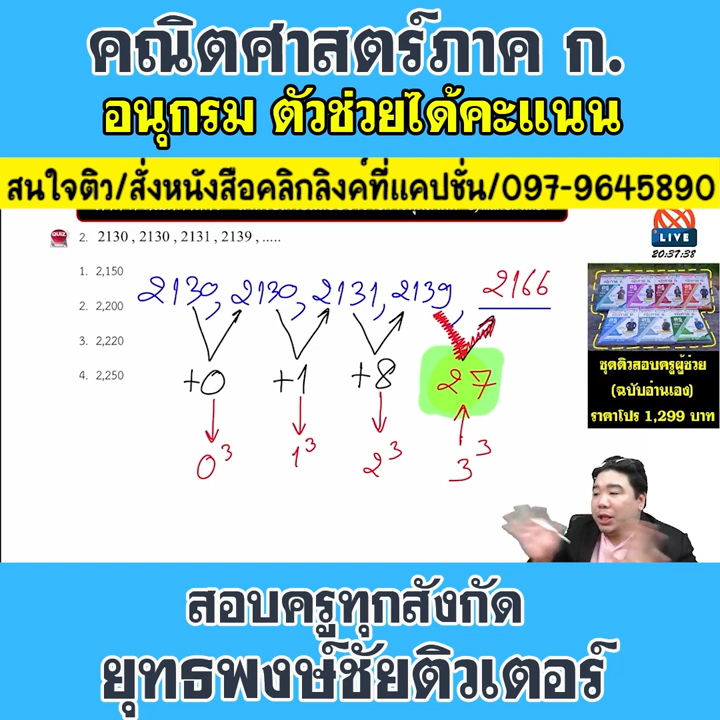 คณิตศาสตร์ภาค ก.
อนุกรม ตัวช่วยได้คะแนน
สนใจติว/สั่งหนังสือคลิกลิงค์ที่แคปชั่น/097-9645890
QUIZ
2. 2130 , 2130 , 2131 , 2139 , .....
LIVE
20:37:38
1. 2,150
2. 2,200
3. 2,220
4. 2,250
2130, 2130, 2131, 2139, 2166
+0 +1 +8 27
0³ 1³ 2³ 3³
ชุดติวสอบครูผู้ช่วย
(ฉบับอ่านเอง)
ราคาโปร 1,299 บาท
สอบครูทุกสังกัด
ยุทธพงษ์ชัยติวเตอร์